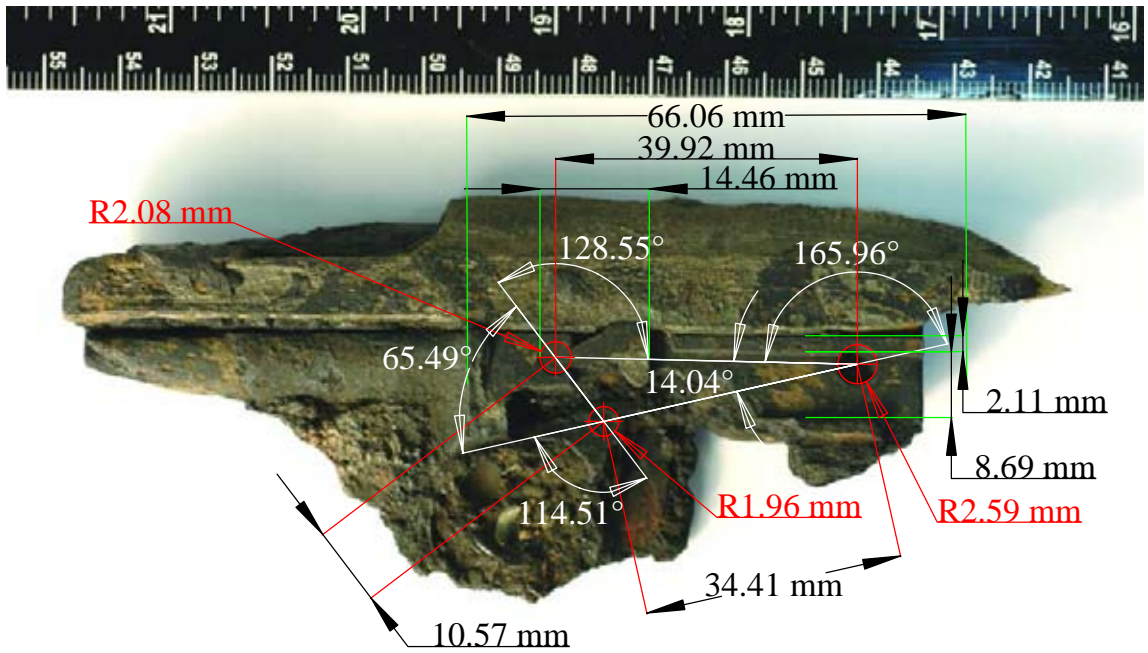 21 20 19 18 17 16
55 54 53 52 51 50 49 48 47 46 45 44 43 42 41
66.06 mm
39.92 mm
14.46 mm
R2.08 mm
128.55°
165.96°
65.49°
14.04°
2.11 mm
8.69 mm
114.51°
R1.96 mm
R2.59 mm
34.41 mm
10.57 mm